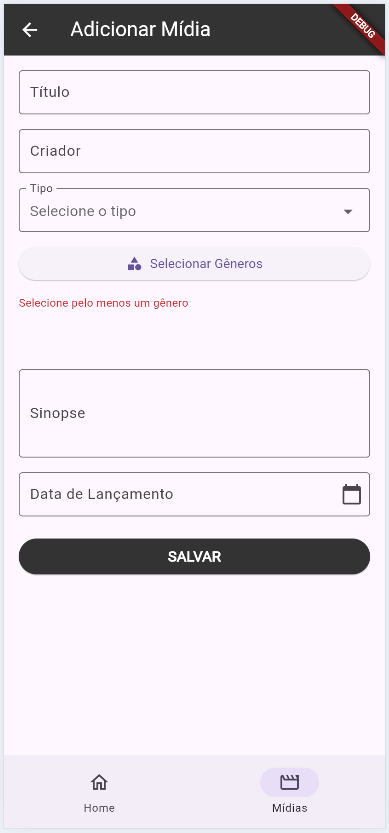 Adicionar Mídia
DEBUG
Título
Criador
Tipo
Selecione o tipo
Selecionar Gêneros
Selecione pelo menos um gênero
Sinopse
Data de Lançamento
SALVAR
Home
Mídias